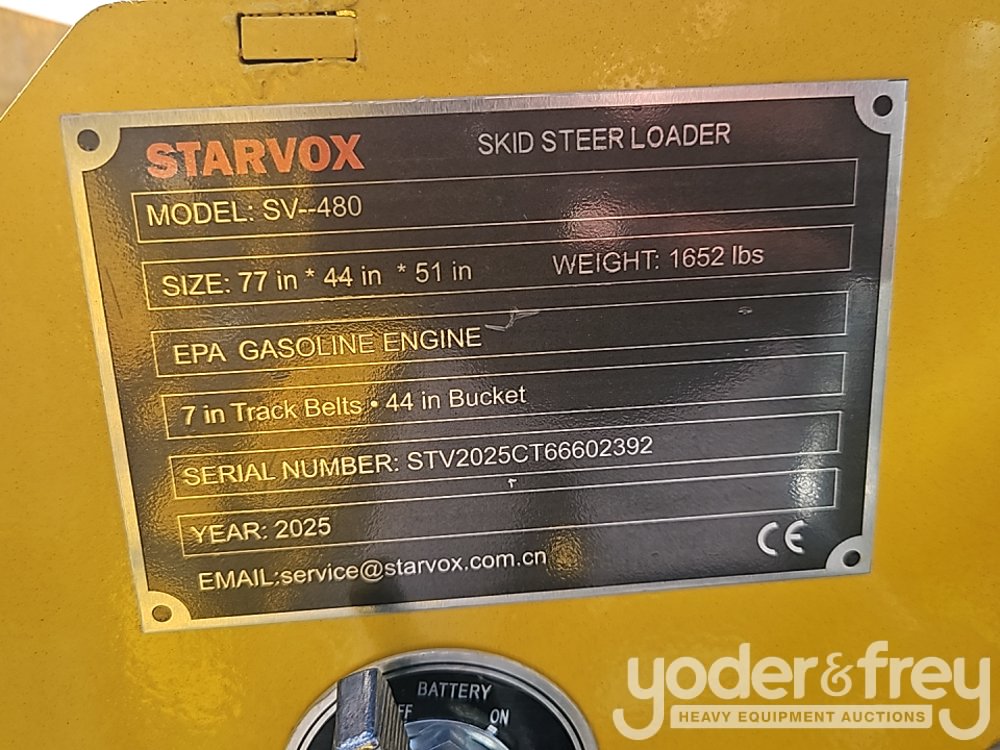 STARVOX SKID STEER LOADER
MODEL: SV--480
SIZE: 77 in * 44 in * 51 in WEIGHT: 1652 lbs
EPA GASOLINE ENGINE
7 in Track Belts • 44 in Bucket
SERIAL NUMBER: STV2025CT66602392
YEAR: 2025
EMAIL:service@starvox.com.cn
CE
BATTERY
ON
yoder&frey
HEAVY EQUIPMENT AUCTIONS